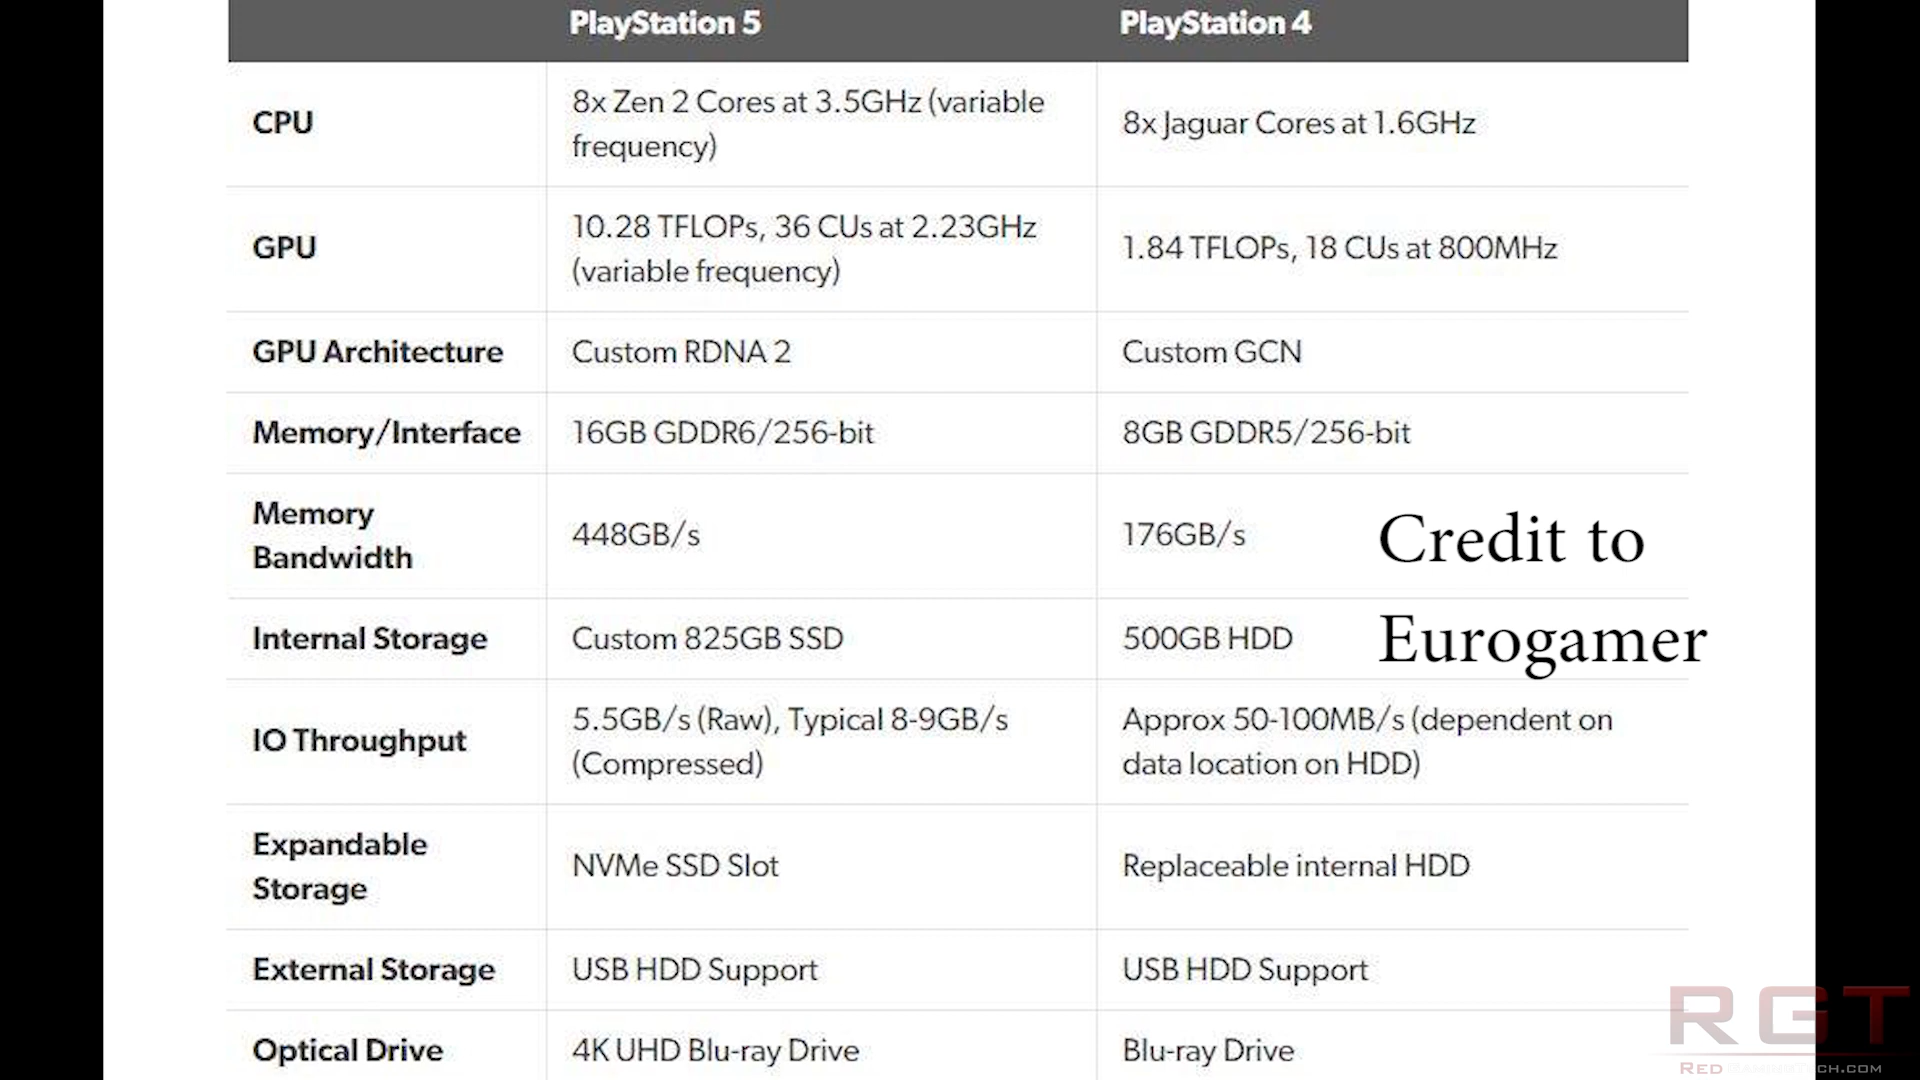 PlayStation 5 PlayStation 4
CPU
8x Zen 2 Cores at 3.5GHz (variable
frequency)
8x Jaguar Cores at 1.6GHz
GPU
10.28 TFLOPs, 36 CUs at 2.23GHz
(variable frequency)
1.84 TFLOPs, 18 CUs at 800MHz
GPU Architecture
Custom RDNA 2
Custom GCN
Memory/Interface
16GB GDDR6/256-bit
8GB GDDR5/256-bit
Memory
Bandwidth
448GB/s
176GB/s
Internal Storage
Custom 825GB SSD
500GB HDD
Credit to
Eurogamer
IO Throughput
5.5GB/s (Raw), Typical 8-9GB/s
(Compressed)
Approx 50-100MB/s (dependent on
data location on HDD)
Expandable
Storage
NVMe SSD Slot
Replaceable internal HDD
External Storage
USB HDD Support
USB HDD Support
Optical Drive
4K UHD Blu-ray Drive
Blu-ray Drive
RGT